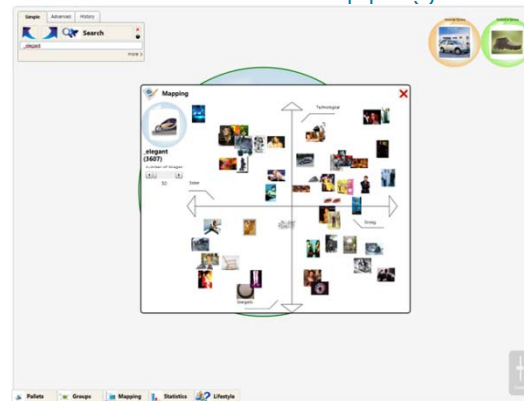 Simple Advanced History
Search
_elegant
more
Mapping
Technological
_elegant
(3607)
number of images
50
Sober
Strong
Energetic
Pallets Groups Mapping Statistics Lifestyle